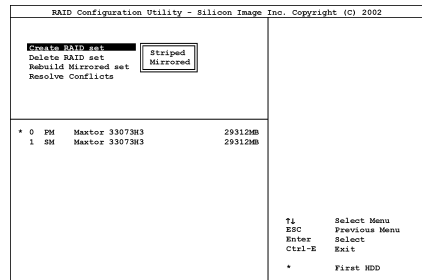 RAID Configuration Utility - Silicon Image Inc. Copyright (C) 2002
Create RAID set
Delete RAID set
Rebuild Mirrored set
Resolve Conflicts
Striped
Mirrored
* 0 PM Maxtor 33073H3 29312MB
1 SM Maxtor 33073H3 29312MB
↑↓ Select Menu
ESC Previous Menu
Enter Select
Ctrl-E Exit
* First HDD